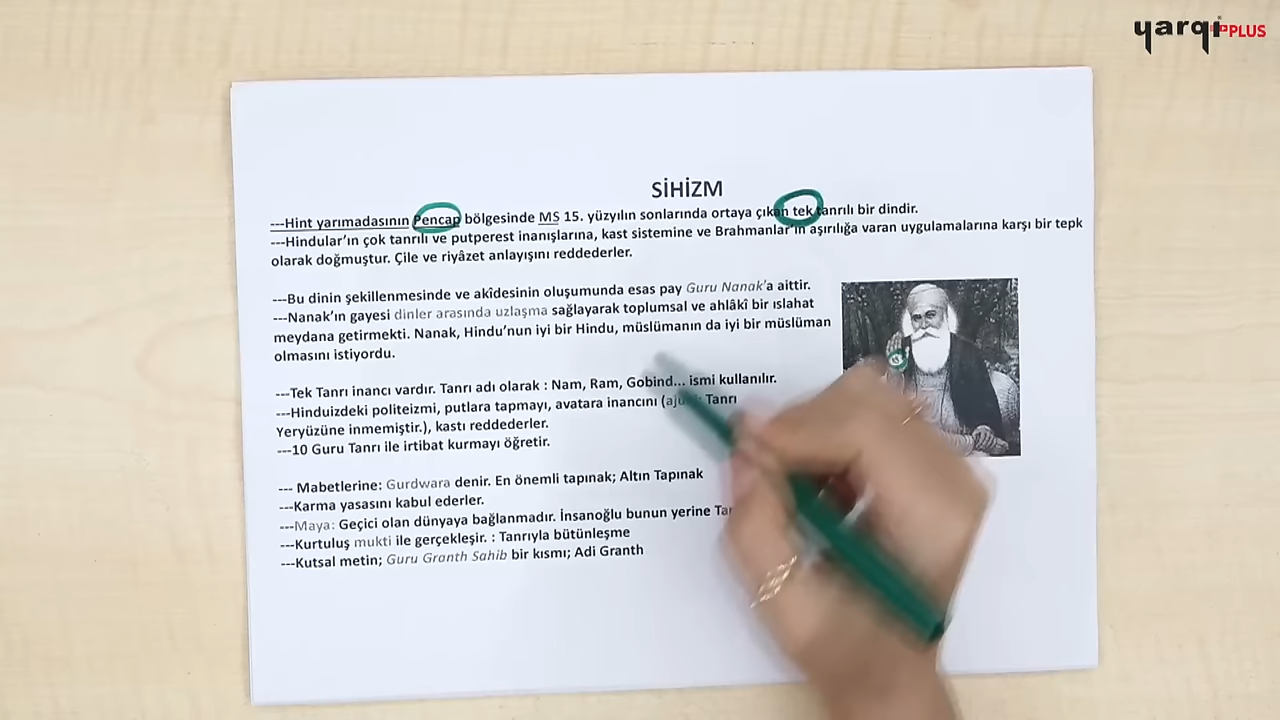 yarqi PLUS
SİHİZM
---Hint yarımadasının Pencap bölgesinde MS 15. yüzyılın sonlarında ortaya çıkan tek tanrılı bir dindir.
---Hindular'ın çok tanrılı ve putperest inanışlarına, kast sistemine ve Brahmanlar'ın aşırılığa varan uygulamalarına karşı bir tepk
olarak doğmuştur. Çile ve riyâzet anlayışını reddederler.
---Bu dinin şekillenmesinde ve akîdesinin oluşumunda esas pay Guru Nanak'a aittir.
---Nanak'ın gayesi dinler arasında uzlaşma sağlayarak toplumsal ve ahlâkî bir ıslahat
meydana getirmekti. Nanak, Hindu'nun iyi bir Hindu, müslümanın da iyi bir müslüman
olmasını istiyordu.
---Tek Tanrı inancı vardır. Tanrı adı olarak : Nam, Ram, Gobind... ismi kullanılır.
---Hinduizdeki politeizmi, putlara tapmayı, avatara inancını Tanrı
Yeryüzüne inmemiştir.), kastı reddederler.
---10 Guru Tanrı ile irtibat kurmayı öğretir.
--- Mabetlerine: Gurdwara denir. En önemli tapınak; Altın Tapınak
---Karma yasasını kabul ederler.
---Maya: Geçici olan dünyaya bağlanmadır. İnsanoğlu bunun yerine
---Kurtuluş mukti ile gerçekleşir. : Tanrıyla bütünleşme
---Kutsal metin; Guru Granth Sahib bir kısmı; Adi Granth